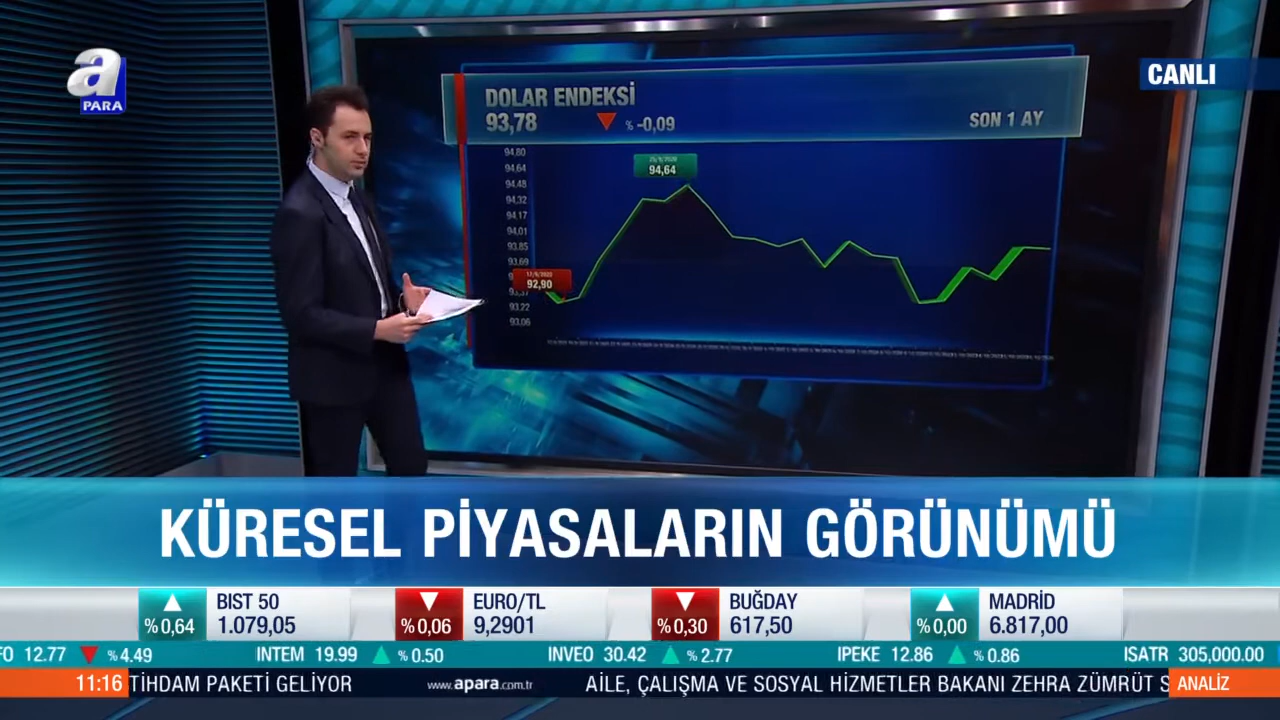 a
PARA
CANLI
DOLAR ENDEKSİ
93,78 % -0,09
SON 1 AY
94,80
94,64
94,48
94,32
94,17
94,01
93,85
93,69
93,37
93,22
93,06
94,64
92,90
KÜRESEL PİYASALARIN GÖRÜNÜMÜ
%0,64 BIST 50 1.079,05
%0,06 EURO/TL 9,2901
%0,30 BUĞDAY 617,50
%0,00 MADRİD 6.817,00
FO 12.77 %4.49 INTEM 19.99 %0.50 INVEO 30.42 %2.77 IPEKE 12.86 %0.86 ISATR 305,000.00
11:16 TİHDAM PAKETİ GELİYOR www.apara.com.tr AİLE, ÇALIŞMA VE SOSYAL HİZMETLER BAKANI ZEHRA ZÜMRÜT S ANALİZ